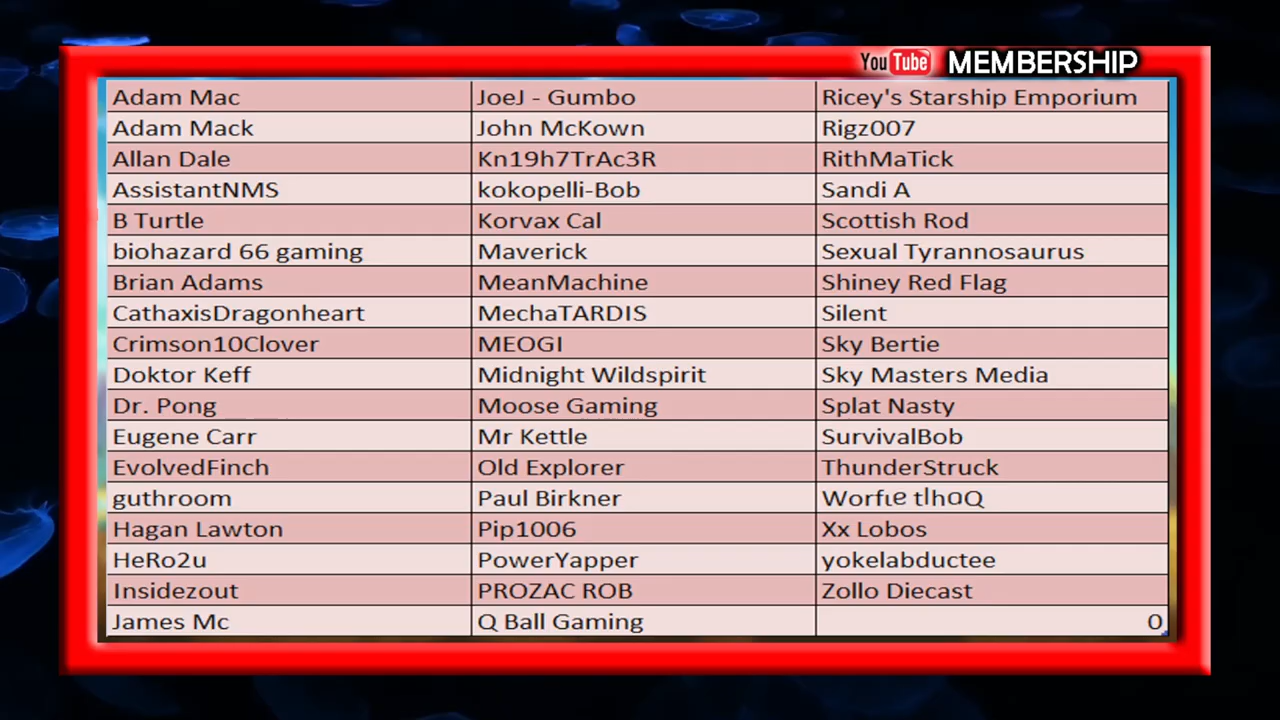 YouTube MEMBERSHIP
Adam Mac JoeJ - Gumbo Ricey's Starship Emporium
Adam Mack John McKown Rigz007
Allan Dale Kn19h7TrAc3R RithMaTick
AssistantNMS kokopelli-Bob Sandi A
B Turtle Korvax Cal Scottish Rod
biohazard 66 gaming Maverick Sexual Tyrannosaurus
Brian Adams MeanMachine Shiney Red Flag
CathaxisDragonheart MechaTARDIS Silent
Crimson10Clover MEOGI Sky Bertie
Doktor Keff Midnight Wildspirit Sky Masters Media
Dr. Pong Moose Gaming Splat Nasty
Eugene Carr Mr Kettle SurvivalBob
EvolvedFinch Old Explorer ThunderStruck
guthroom Paul Birkner
Hagan Lawton Pip1006 Xx Lobos
HeRo2u PowerYapper yokelabductee
Insidezout PROZAC ROB Zollo Diecast
James Mc Q Ball Gaming 0